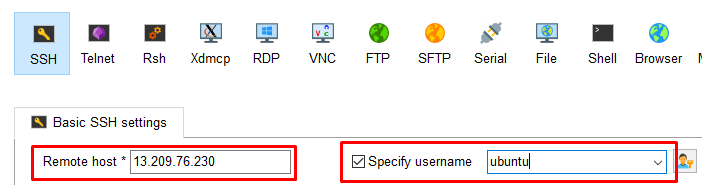 SSH Telnet Rsh Xdmcp RDP VNC FTP SFTP Serial File Shell Browser
Basic SSH settings
Remote host * 13.209.76.230 Specify username ubuntu